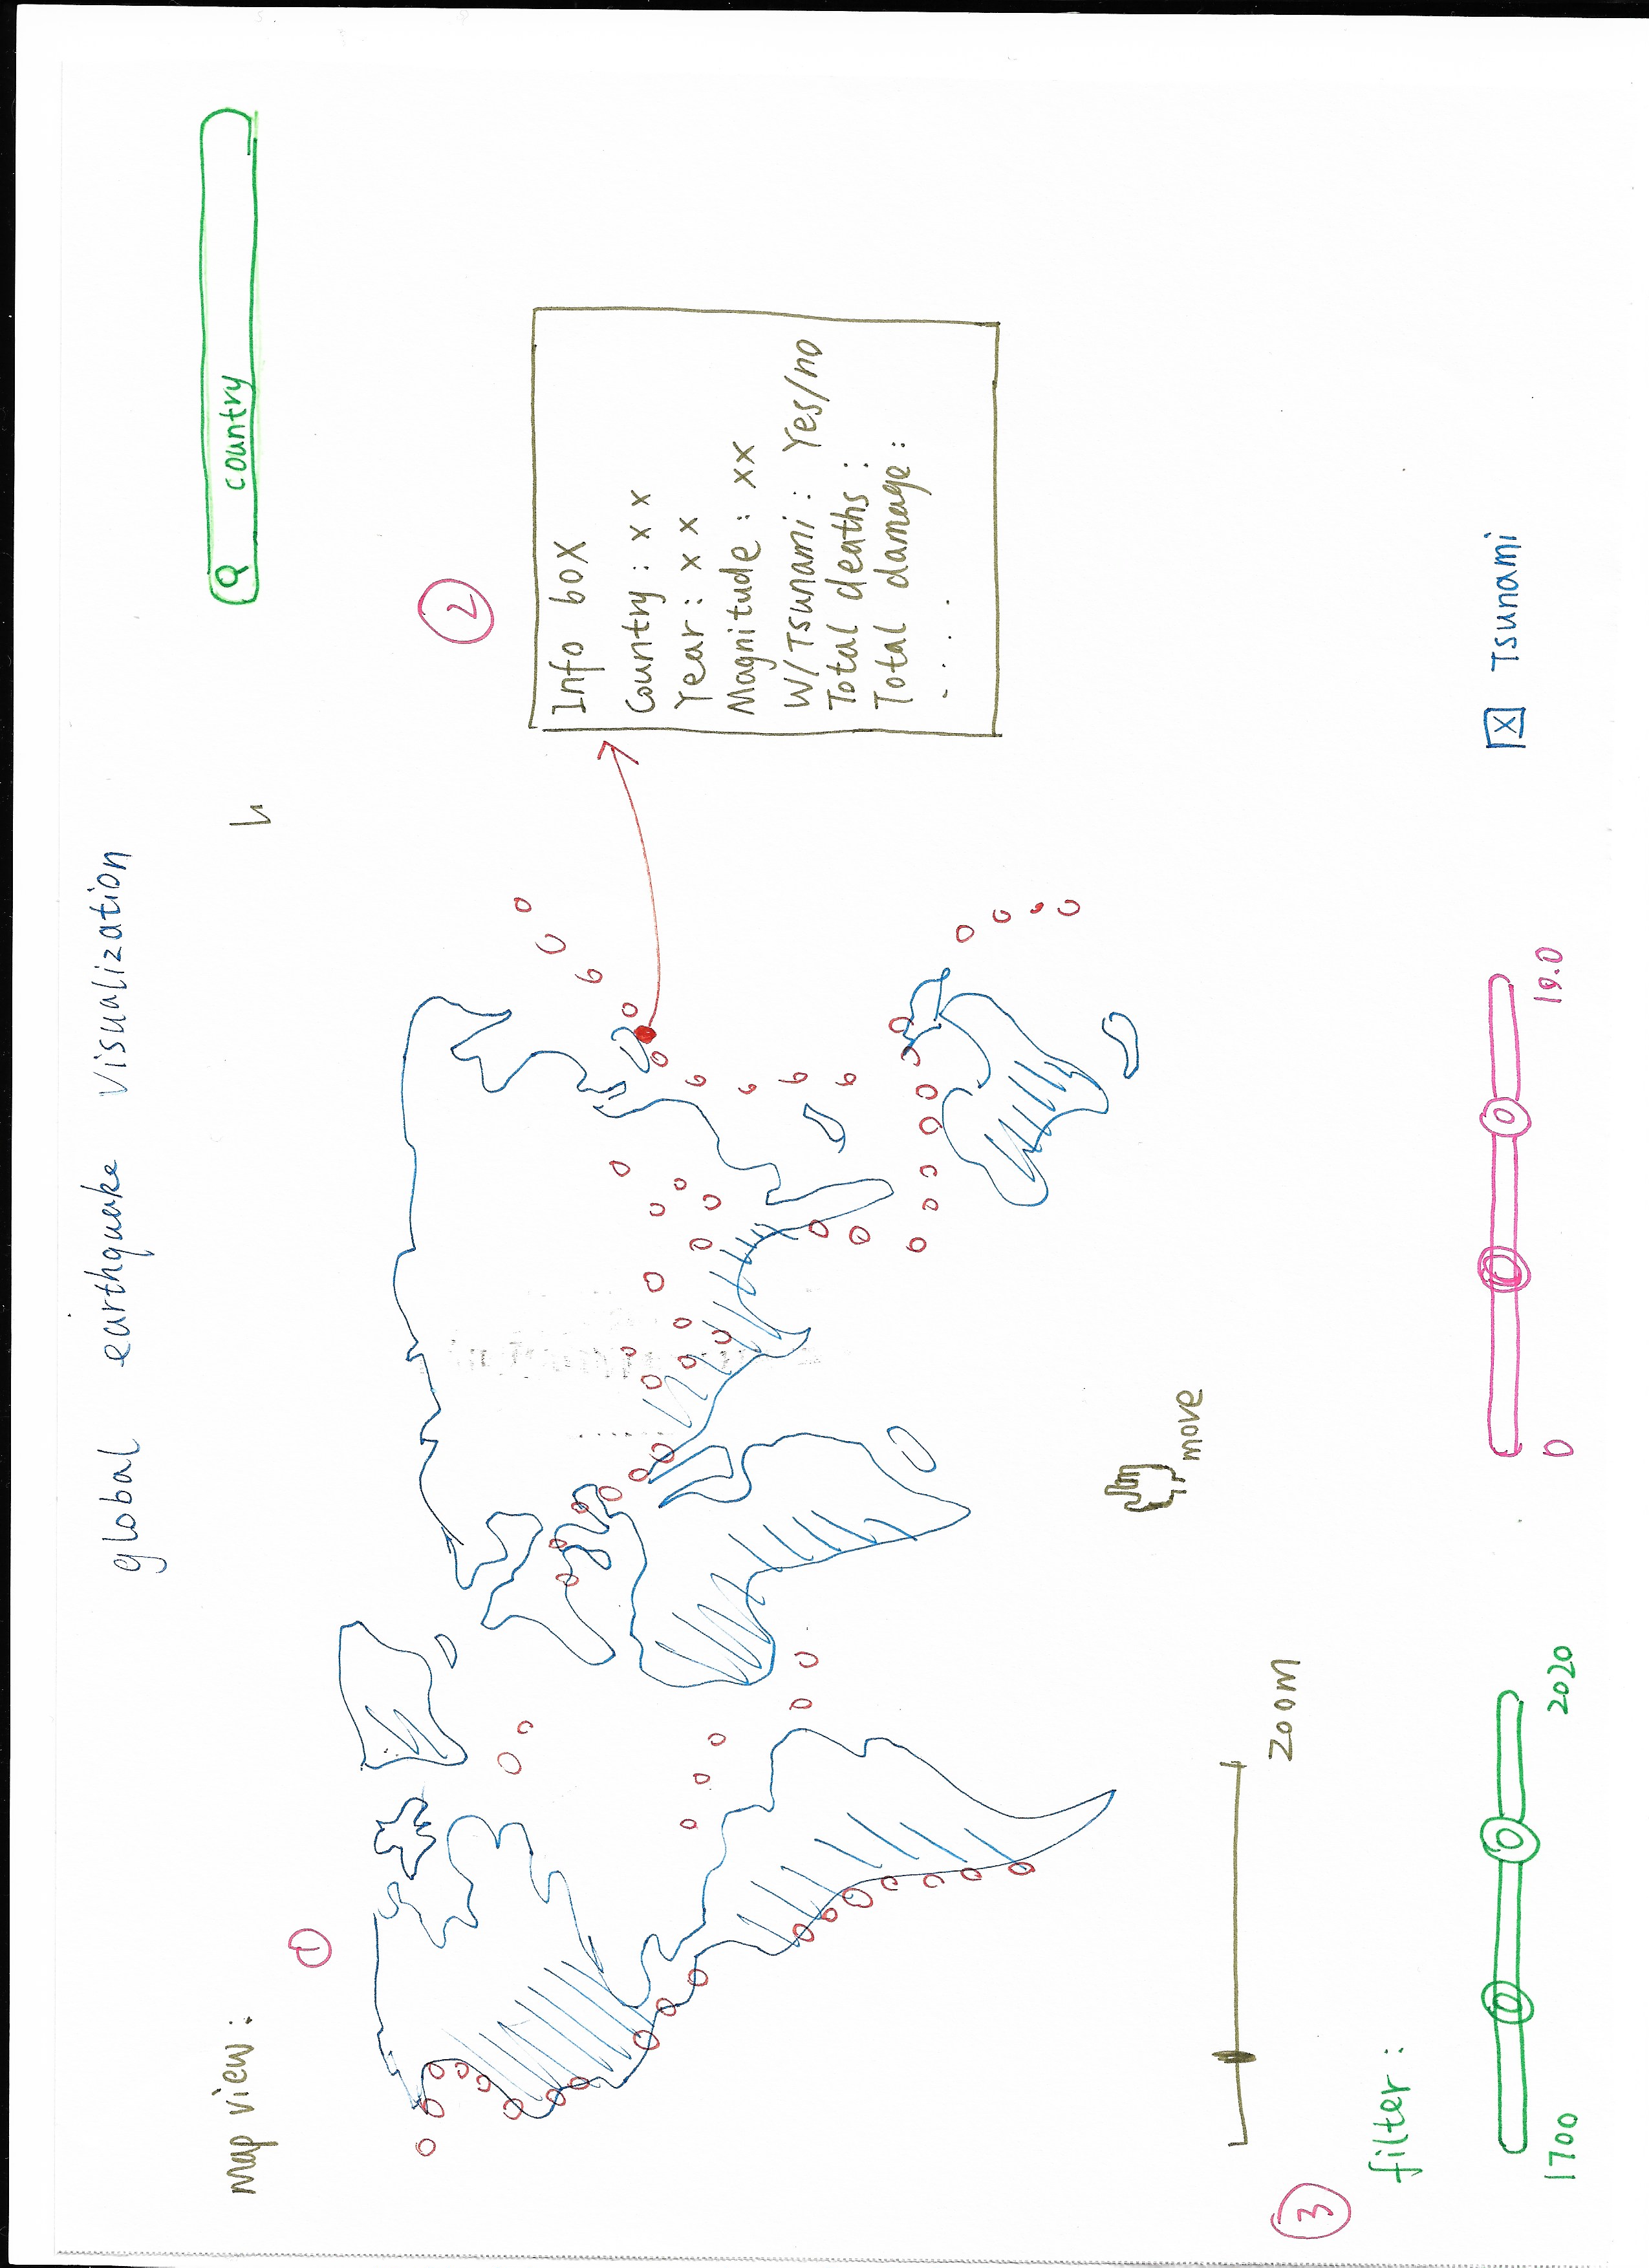 global earthquake visualization
map view:
Q country
1
2
Info box
Country: x x
Year: x x
Magnitude: xx
W/Tsunami: Yes/no
Total deaths:
Total damage:
.....
move
zoom
3
filter:
1700 2020
0 10.0
x Tsunami